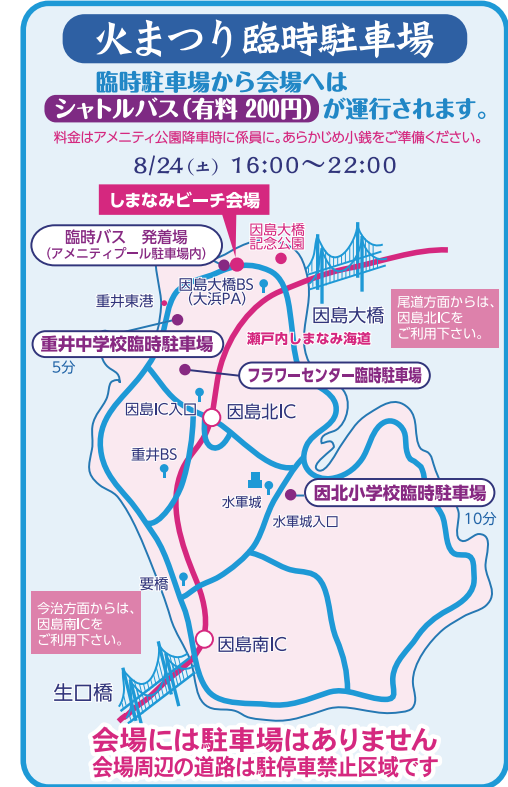 火まつり臨時駐車場
臨時駐車場から会場へは
シャトルバス(有料 200円)が運行されます。
料金はアメニティ公園降車時に係員に。あらかじめ小銭をご準備ください。
8/24(土) 16:00〜22:00
しまなみビーチ会場
臨時バス 発着場
(アメニティプール駐車場内)
因島大橋
記念公園
因島大橋BS
(大浜PA)
重井東港
因島大橋
尾道方面からは、
因島北ICを
ご利用下さい。
瀬戸内しまなみ海道
重井中学校臨時駐車場
5分
フラワーセンター臨時駐車場
因島IC入口
因島北IC
重井BS
水軍城
因北小学校臨時駐車場
水軍城入口
10分
要橋
今治方面からは、
因島南ICを
ご利用下さい。
因島南IC
生口橋
会場には駐車場はありません
会場周辺の道路は駐停車禁止区域です